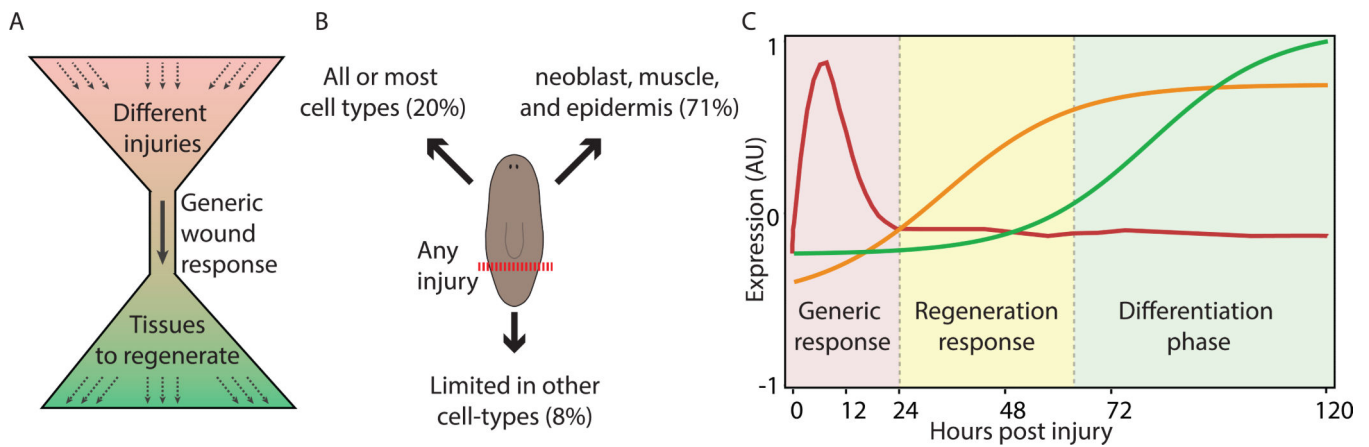 A
Different
injuries
Generic
wound
response
Tissues
to regenerate
B
All or most
cell types (20%)
neoblast, muscle,
and epidermis (71%)
Any
injury
Limited in other
cell-types (8%)
C
Expression (AU)
1
0
-1
Generic
response
Regeneration
response
Differentiation
phase
0 12 24 48 72 120
Hours post injury